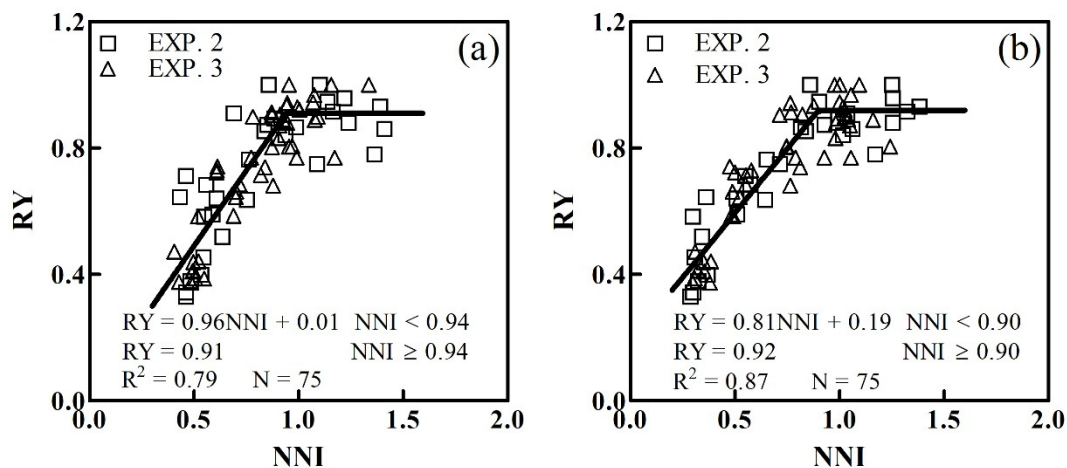 (a)
EXP. 2
EXP. 3
RY
1.2
0.8
0.4
0.0
RY = 0.96NNI + 0.01 NNI < 0.94
RY = 0.91 NNI ≥ 0.94
R² = 0.79 N = 75
0.0 0.5 1.0 1.5 2.0
NNI
(b)
EXP. 2
EXP. 3
RY
1.2
0.8
0.4
0.0
RY = 0.81NNI + 0.19 NNI < 0.90
RY = 0.92 NNI ≥ 0.90
R² = 0.87 N = 75
0.0 0.5 1.0 1.5 2.0
NNI